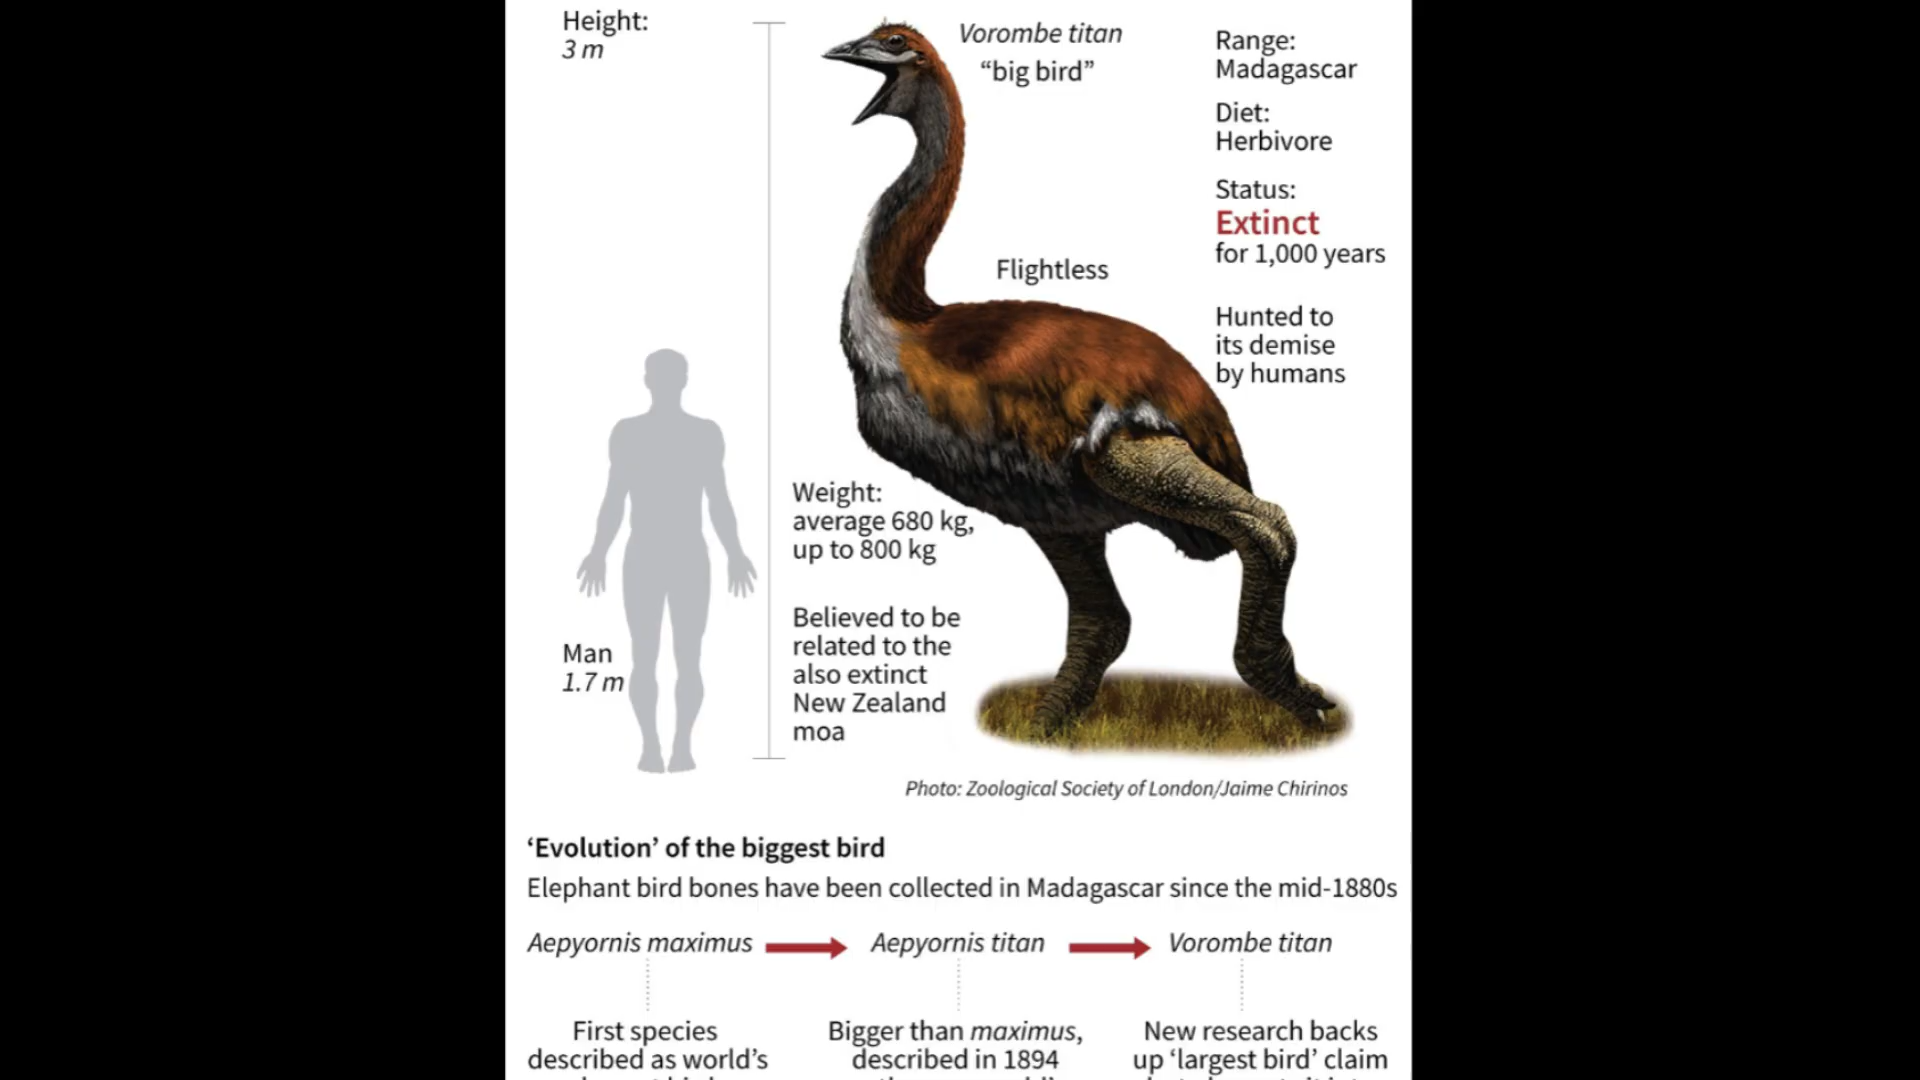 Height:
3 m
Vorombe titan
“big bird”
Range:
Madagascar
Diet:
Herbivore
Status:
Extinct
for 1,000 years
Flightless
Hunted to
its demise
by humans
Weight:
average 680 kg,
up to 800 kg
Believed to be
related to the
also extinct
New Zealand
moa
Man
1.7 m
Photo: Zoological Society of London/Jaime Chirinos
‘Evolution’ of the biggest bird
Elephant bird bones have been collected in Madagascar since the mid-1880s
Aepyornis maximus
Aepyornis titan
Vorombe titan
First species
described as world’s
Bigger than maximus,
described in 1894
New research backs
up ‘largest bird’ claim